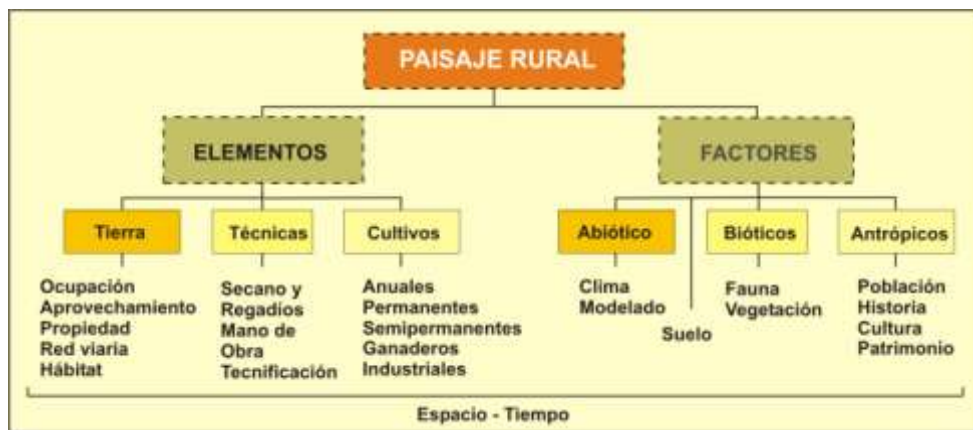 PAISAJE RURAL
ELEMENTOS
FACTORES
Tierra
Técnicas
Cultivos
Abiótico
Bióticos
Antrópicos
Ocupación
Aprovechamiento
Propiedad
Red viaria
Hábitat
Secano y
Regadíos
Mano de
Obra
Tecnificación
Anuales
Permanentes
Semipermanentes
Ganaderos
Industriales
Clima
Modelado
Suelo
Fauna
Vegetación
Población
Historia
Cultura
Patrimonio
Espacio - Tiempo